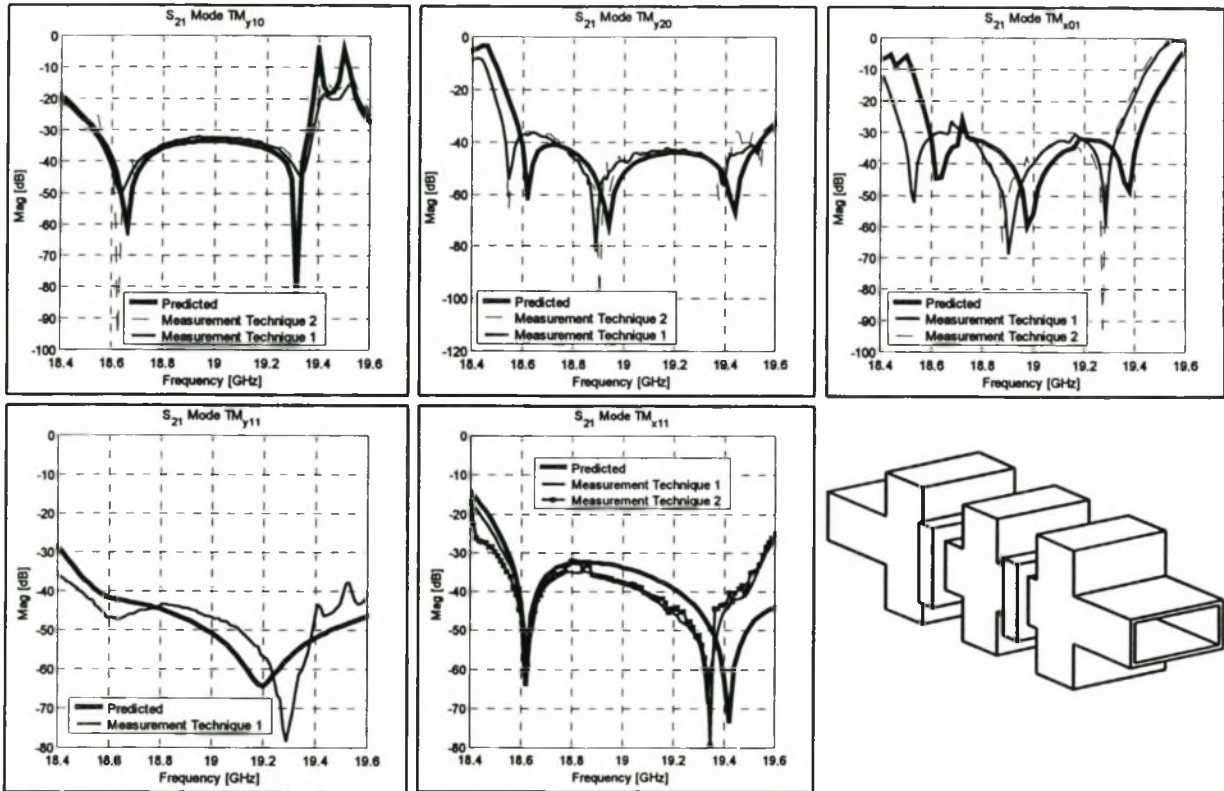 S21 Mode TMy10
0
-10
-20
-30
-40
-50
-60
-70
-80
-90
-100
Mag [dB]
Predicted
Measurement Technique 2
Measurement Technique 1
18.4 18.6 18.8 19 19.2 19.4 19.6
Frequency [GHz]
S21 Mode TMy20
0
-20
-40
-60
-80
-100
-120
Mag [dB]
Predicted
Measurement Technique 2
Measurement Technique 1
18.4 18.6 18.8 19 19.2 19.4 19.6
Frequency [GHz]
S21 Mode TMx01
0
-10
-20
-30
-40
-50
-60
-70
-80
-90
-100
Mag [dB]
Predicted
Measurement Technique 1
Measurement Technique 2
18.4 18.6 18.8 19 19.2 19.4 19.6
Frequency [GHz]
S21 Mode TMy11
0
-10
-20
-30
-40
-50
-60
-70
-80
Mag [dB]
Predicted
Measurement Technique 1
18.4 18.6 18.8 19 19.2 19.4 19.6
Frequency [GHz]
S21 Mode TMx11
0
-10
-20
-30
-40
-50
-60
-70
-80
Mag [dB]
Predicted
Measurement Technique 1
Measurement Technique 2
18.4 18.6 18.8 19 19.2 19.4 19.6
Frequency [GHz]